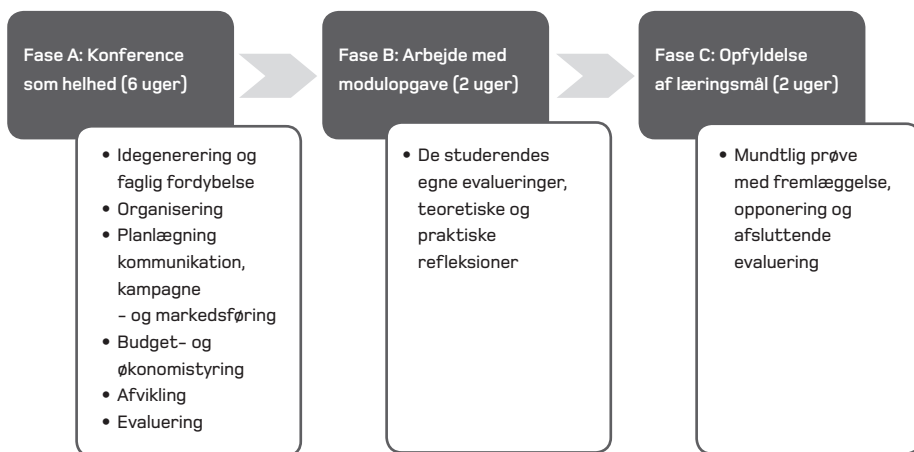 Fase A: Konference
som helhed (6 uger)
• Idegenerering og
faglig fordybelse
• Organisering
• Planlægning
kommunikation,
kampagne
- og markedsføring
• Budget- og
økonomistyring
• Afvikling
• Evaluering
Fase B: Arbejde med
modulopgave (2 uger)
• De studerendes
egne evalueringer,
teoretiske og
praktiske
refleksioner
Fase C: Opfyldelse
af læringsmål (2 uger)
• Mundtlig prøve
med fremlæggelse,
opponering og
afsluttende
evaluering